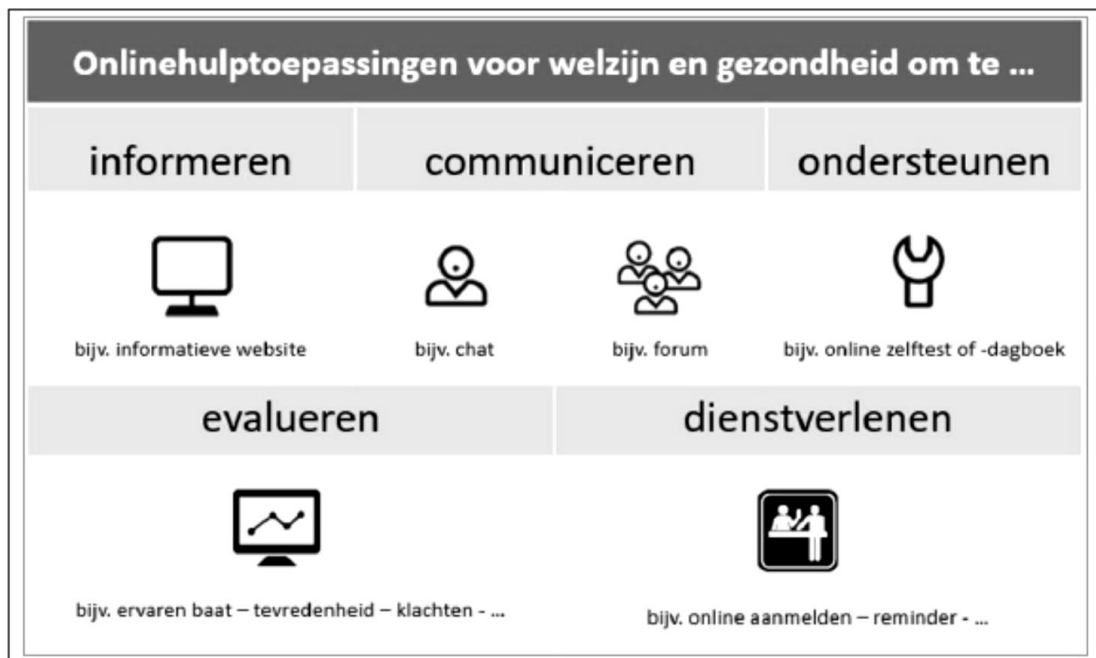 Onlinehulptoepassingen voor welzijn en gezondheid om te ...
informeren
communiceren
ondersteunen
bijv. informatieve website
bijv. chat
bijv. forum
bijv. online zelftest of -dagboek
evalueren
dienstverlenen
bijv. ervaren baat – tevredenheid – klachten - ...
bijv. online aanmelden – reminder - ...